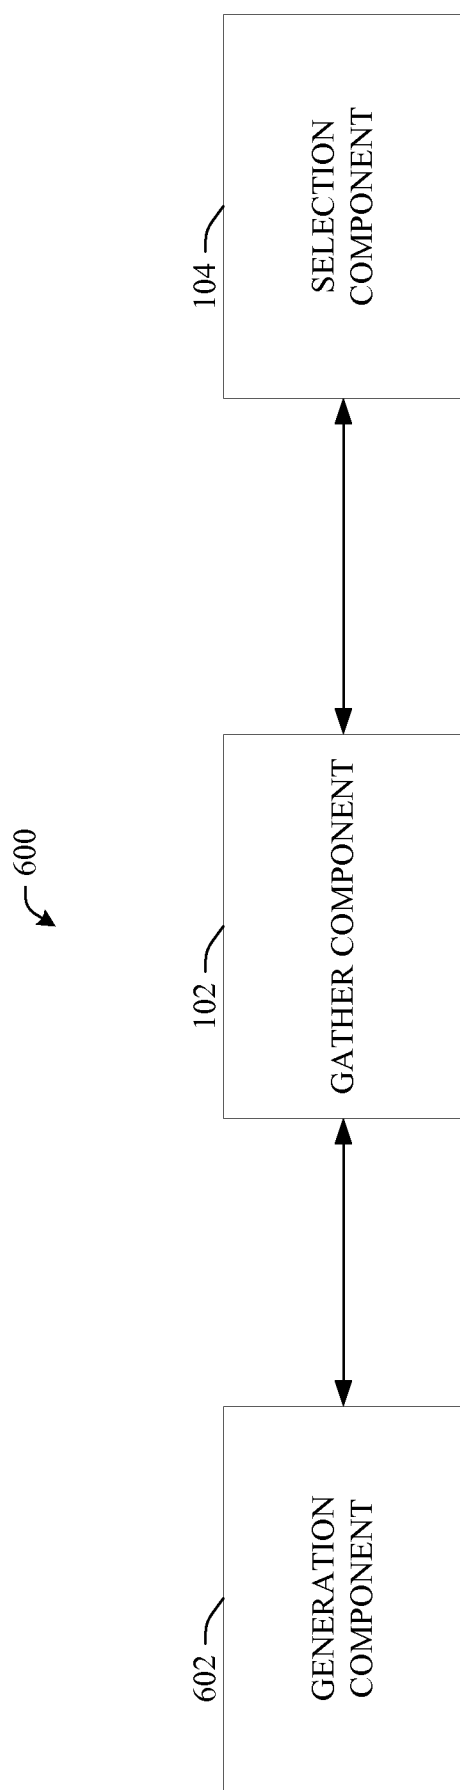 600
602
102
104
GENERATION
COMPONENT
GATHER COMPONENT
SELECTION
COMPONENT